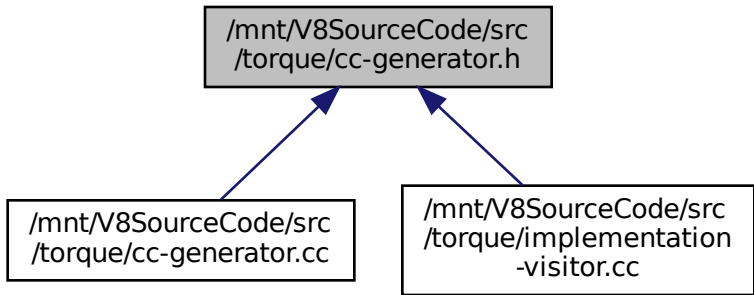 /mnt/V8SourceCode/src
/torque/cc-generator.h
/mnt/V8SourceCode/src
/torque/cc-generator.cc
/mnt/V8SourceCode/src
/torque/implementation
-visitor.cc